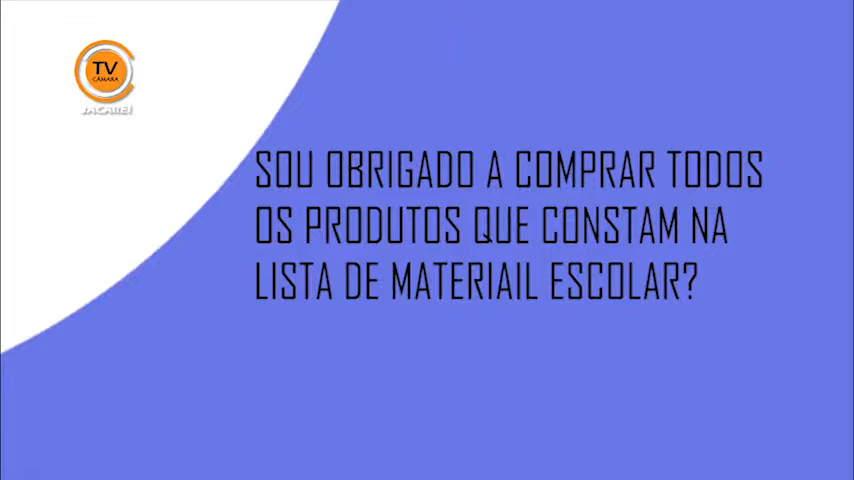 TV
CÂMARA
JACAREÍ
SOU OBRIGADO A COMPRAR TODOS
OS PRODUTOS QUE CONSTAM NA
LISTA DE MATERIAIL ESCOLAR?